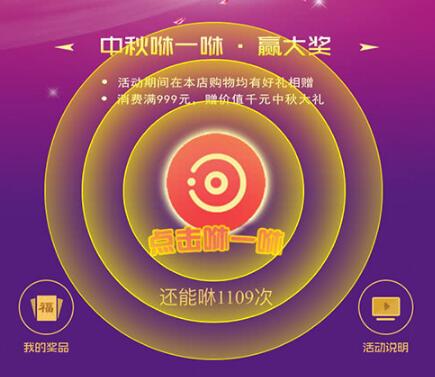 中秋咻一咻 · 赢大奖
• 活动期间在本店购物均有好礼相赠
• 消费满999元，赠价值千元中秋大礼
点击咻一咻
还能咻1109次
福
我的奖品
活动说明